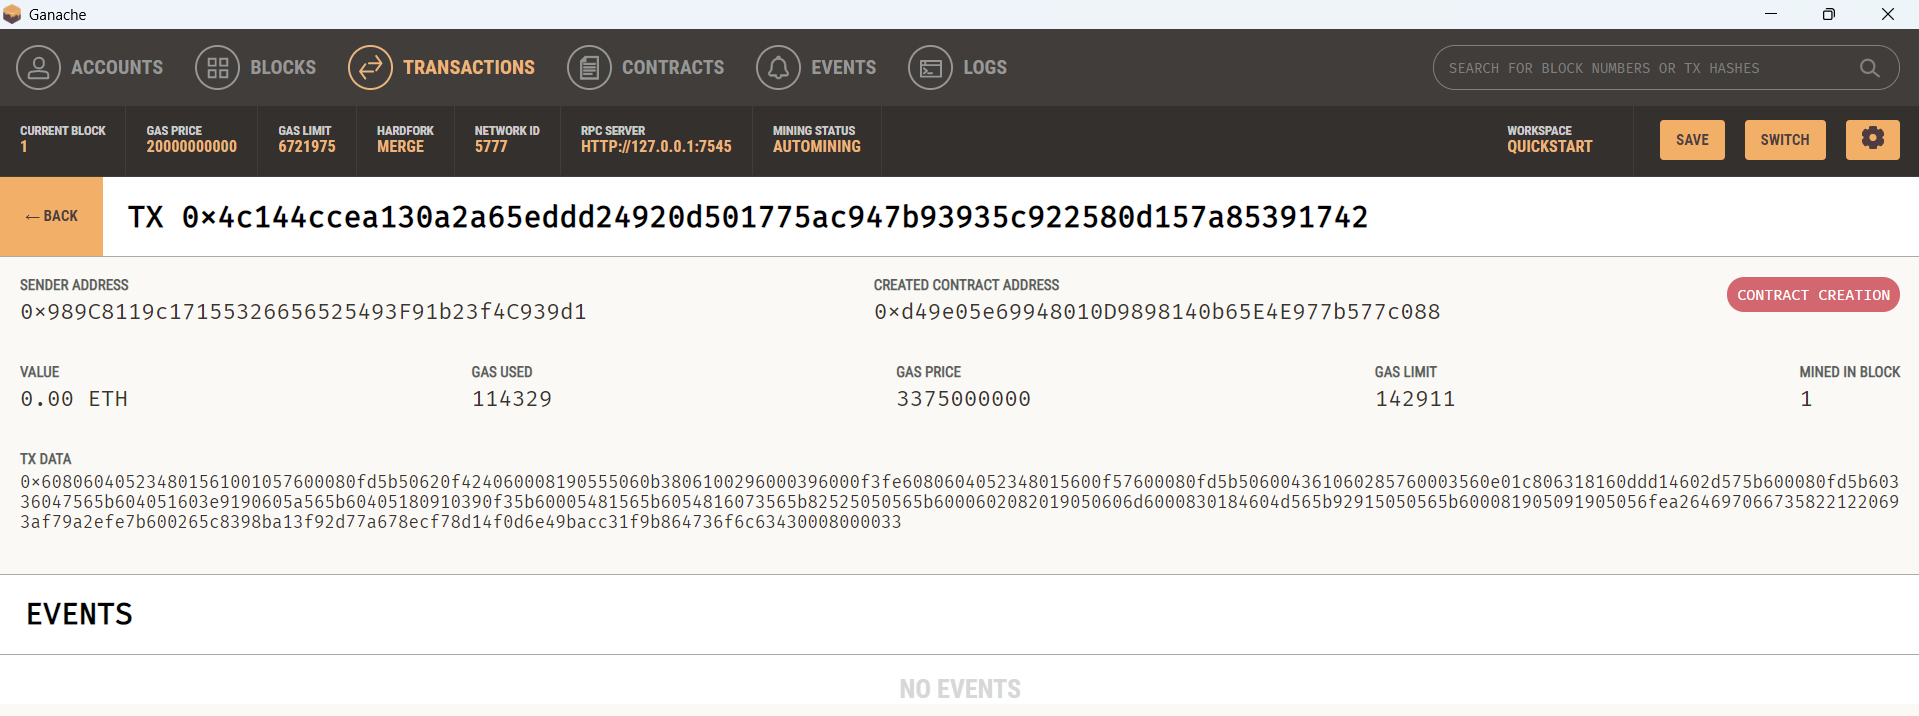 Ganache
ACCOUNTS BLOCKS TRANSACTIONS CONTRACTS EVENTS LOGS SEARCH FOR BLOCK NUMBERS OR TX HASHES
CURRENT BLOCK GAS PRICE GAS LIMIT HARDFORK NETWORK ID RPC SERVER MINING STATUS WORKSPACE
1 20000000000 6721975 MERGE 5777 HTTP://127.0.0.1:7545 AUTOMINING QUICKSTART SAVE SWITCH
← BACK TX 0×4c144ccea130a2a65eddd24920d501775ac947b93935c922580d157a85391742
SENDER ADDRESS CREATED CONTRACT ADDRESS
0×989C8119c17155326656525493F91b23f4C939d1 0×d49e05e69948010D9898140b65E4E977b577c088 CONTRACT CREATION
VALUE GAS USED GAS PRICE GAS LIMIT MINED IN BLOCK
0.00 ETH 114329 3375000000 142911 1
TX DATA
0×608060405234801561001057600080fd5b50620f424060008190555060b3806100296000396000f3fe6080604052348015600f57600080fd5b506004361060285760003560e01c806318160ddd14602d575b600080fd5b603
36047565b604051603e9190605a565b60405180910390f35b60005481565b6054816073565b82525050565b6000602082019050606d6000830184604d565b92915050565b600081905091905056fea2646970667358221220693
3af79a2efe7b600265c8398ba13f92d77a678ecf78d14f0d6e49bacc31f9b864736f6c63430008000033
EVENTS
NO EVENTS